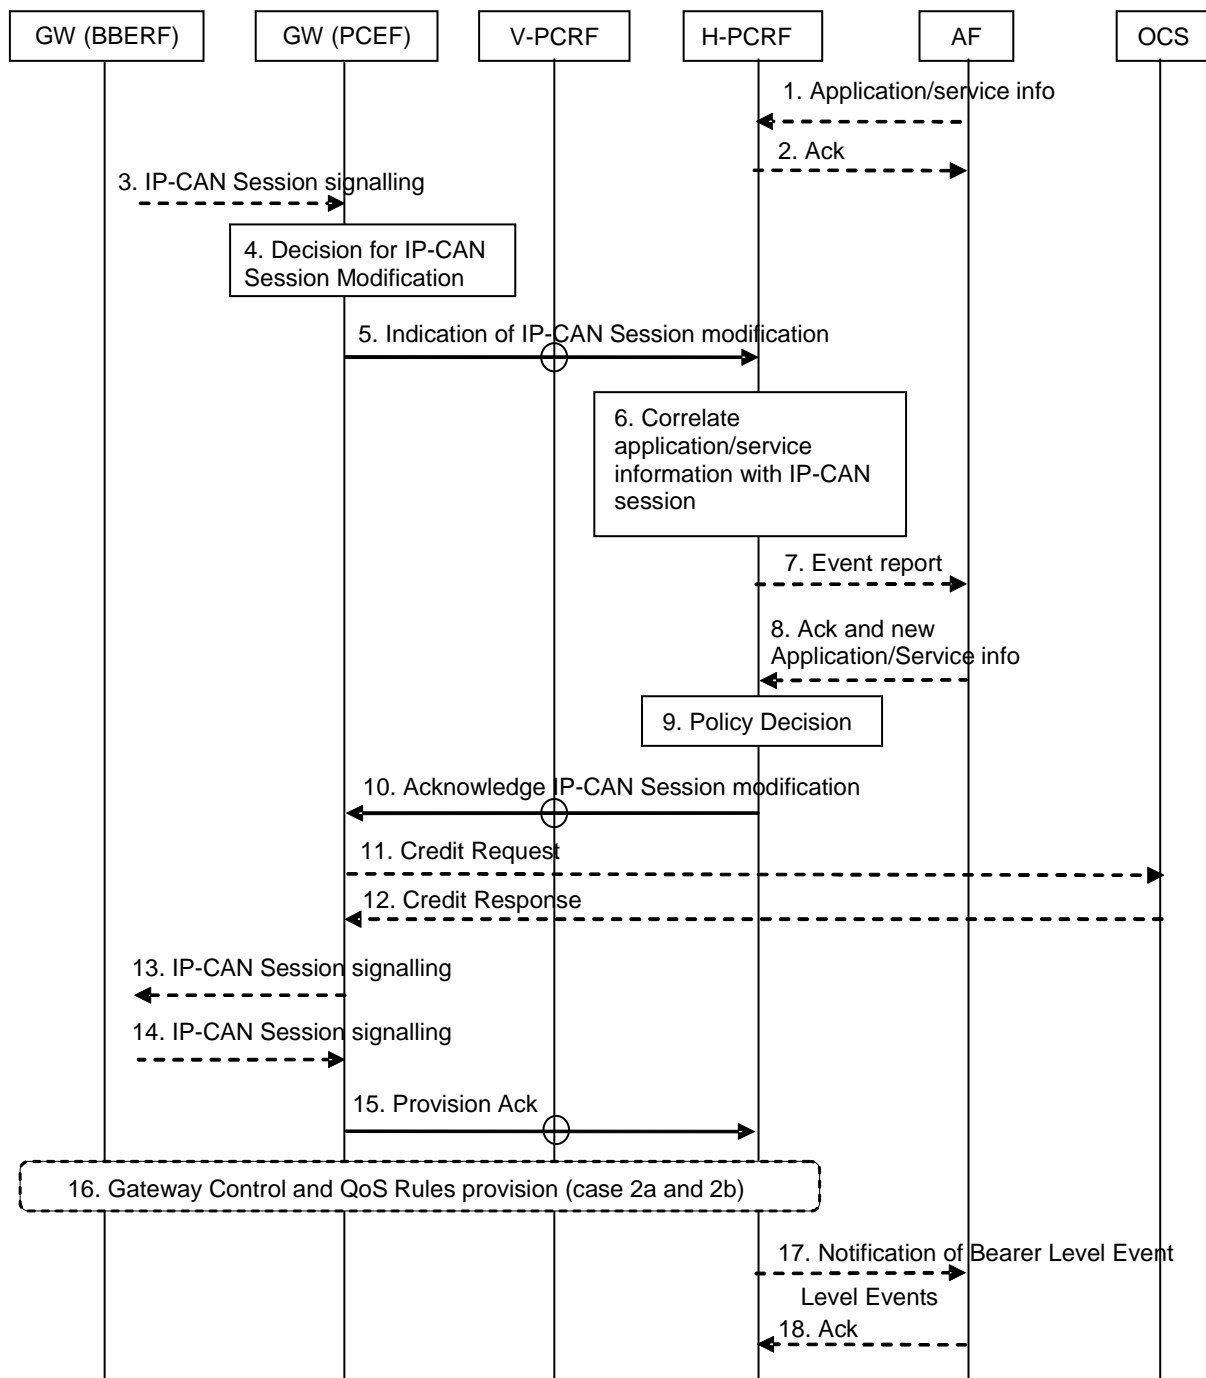 GW (BBERF)
GW (PCEF)
V-PCRF
H-PCRF
AF
OCS
1. Application/service info
2. Ack
3. IP-CAN Session signalling
4. Decision for IP-CAN
Session Modification
5. Indication of IP-CAN Session modification
6. Correlate
application/service
information with IP-CAN
session
7. Event report
8. Ack and new
Application/Service info
9. Policy Decision
10. Acknowledge IP-CAN Session modification
11. Credit Request
12. Credit Response
13. IP-CAN Session signalling
14. IP-CAN Session signalling
15. Provision Ack
16. Gateway Control and QoS Rules provision (case 2a and 2b)
17. Notification of Bearer Level Event
Level Events
18. Ack